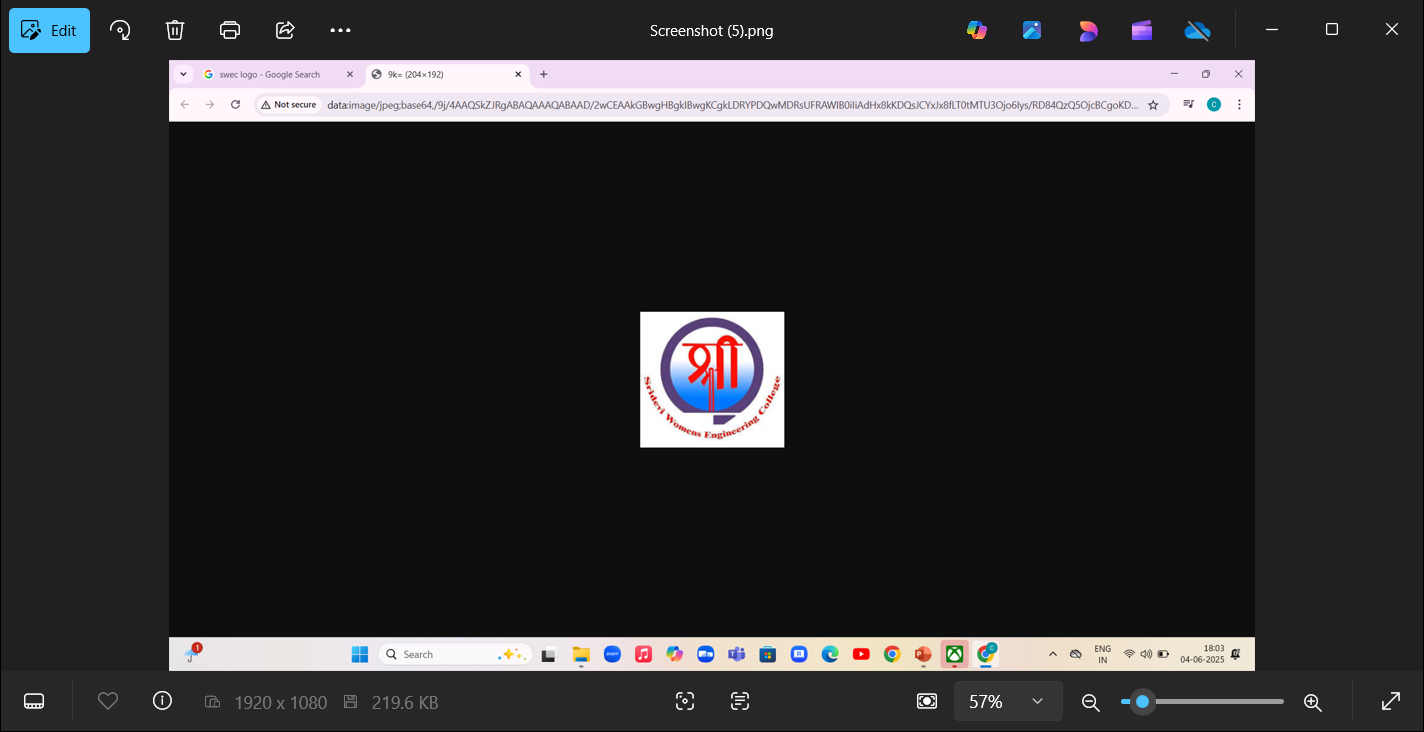 Edit
Screenshot (5).png
swec logo - Google Search
9k= (204×192)
Not secure
data:image/jpeg;base64,/9j/4AAQSkZJRgABAQAAAQABAAD/2wCEAAkGBwgHBgkIBwgKCgkLDRYPDQwMDRsUFRAWIB0iIiAdHx8kKDQsJCYxJx8fLT0tMTU3Ojo6Iys/RD84QzQ5OjcBCgoKD...
C
श्री
Sridevi Womens Engineering College
1
Search
zoom
ENG
IN
18:03
04-06-2025
1920 x 1080
219.6 KB
57%